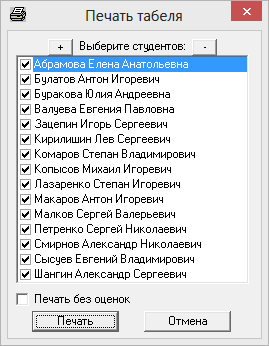 Печать табеля
+ Выберите студентов: -
Абрамова Елена Анатольевна
Булатов Антон Игоревич
Буракова Юлия Андреевна
Валуева Евгения Павловна
Зацепин Игорь Сергеевич
Кирилишин Лев Сергеевич
Комаров Степан Владимирович
Копысов Михаил Игоревич
Лазаренко Степан Игоревич
Макаров Антон Игоревич
Малков Сергей Валерьевич
Петренко Сергей Николаевич
Смирнов Александр Николаевич
Сысуев Евгений Владимирович
Шангин Александр Сергеевич
Печать без оценок
Печать Отмена